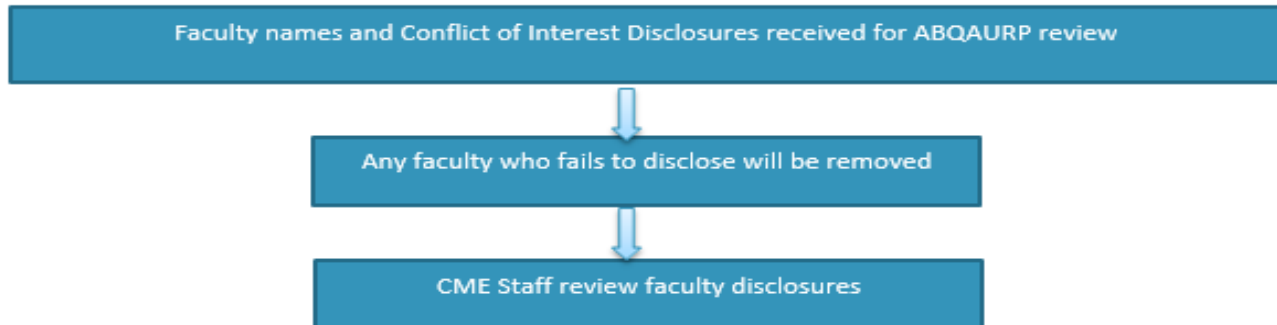 Faculty names and Conflict of Interest Disclosures received for ABQAURP review
Any faculty who fails to disclose will be removed
CME Staff review faculty disclosures